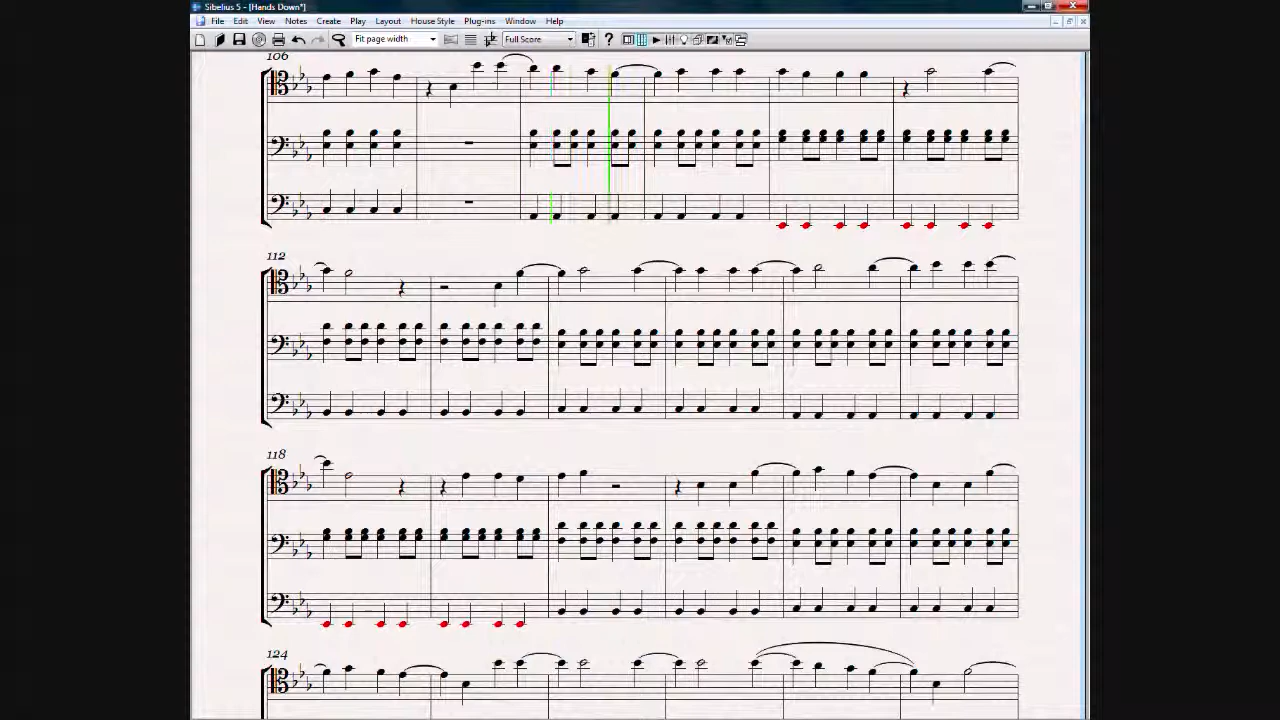 Sibelius 5 - [Hands Down*]
File Edit View Notes Create Play Layout House Style Plug-ins Window Help
Fit page width Full Score ?
106
112
118
124